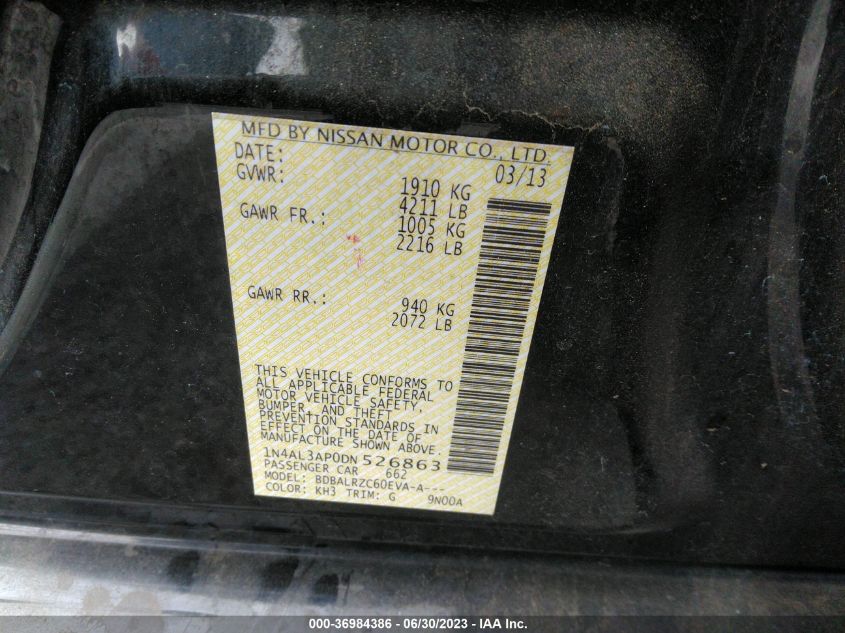 MFD BY NISSAN MOTOR CO., LTD.
DATE: 03/13
GVWR: 1910 KG
4211 LB
GAWR FR.: 1005 KG
2216 LB
GAWR RR.: 940 KG
2072 LB
THIS VEHICLE CONFORMS TO
ALL APPLICABLE FEDERAL
MOTOR VEHICLE SAFETY,
BUMPER, AND THEFT
PREVENTION STANDARDS IN
EFFECT ON THE DATE OF
MANUFACTURE SHOWN ABOVE.
1N4AL3AP0DN 526863
PASSENGER CAR 662
MODEL: BDBALRZC60EVA-A---
COLOR: KH3 TRIM: G 9N00A
000-36984386 - 06/30/2023 - IAA Inc.